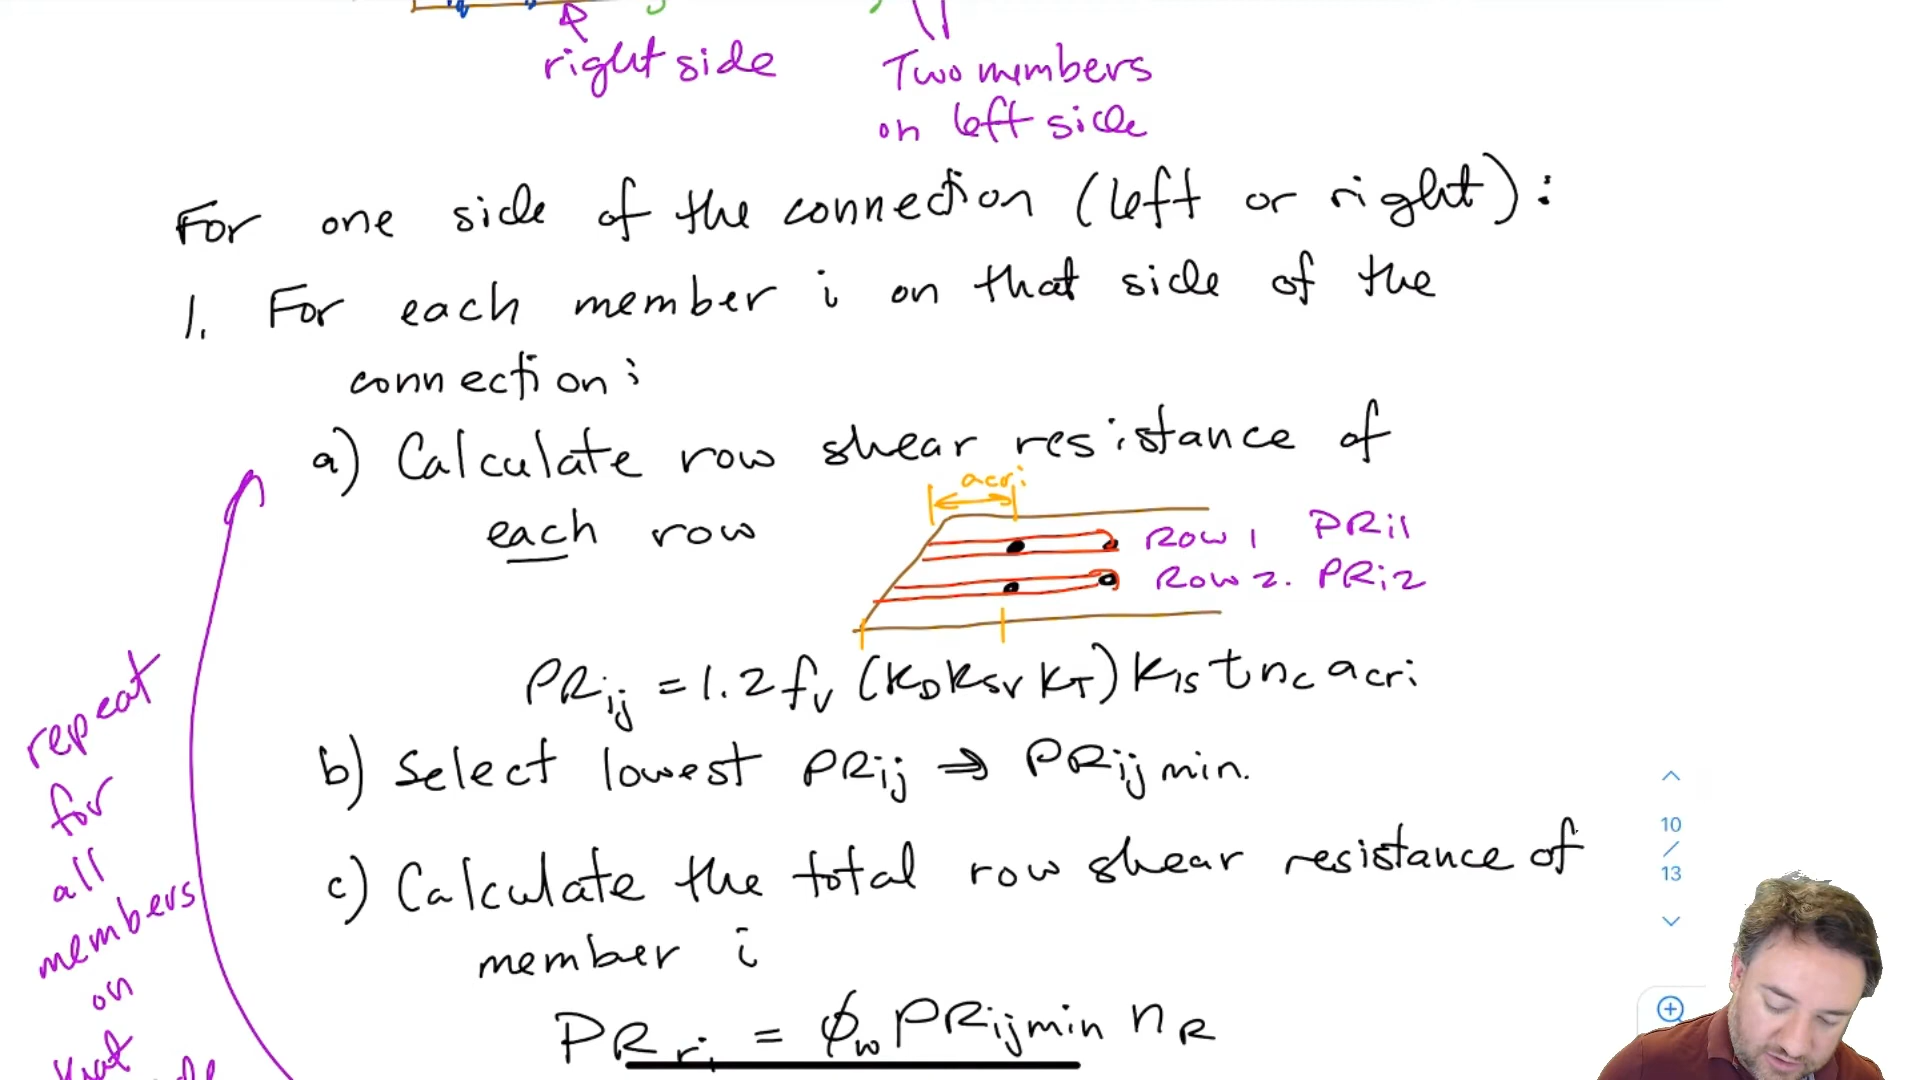 right side
Two members
on left side
For one side of the connection (left or right):
1. For each member i on that side of the
connection:
a) Calculate row shear resistance of
each row
acri
Row 1 PRi1
Row 2. PRi2
PRij = 1.2 fv (KD KSV KT) Kls t nc acri
b) Select lowest PRij → PRij min.
c) Calculate the total row shear resistance of
member i
PRri = ϕw PRij min nR
repeat
for
all
members
on
that
10
/
13